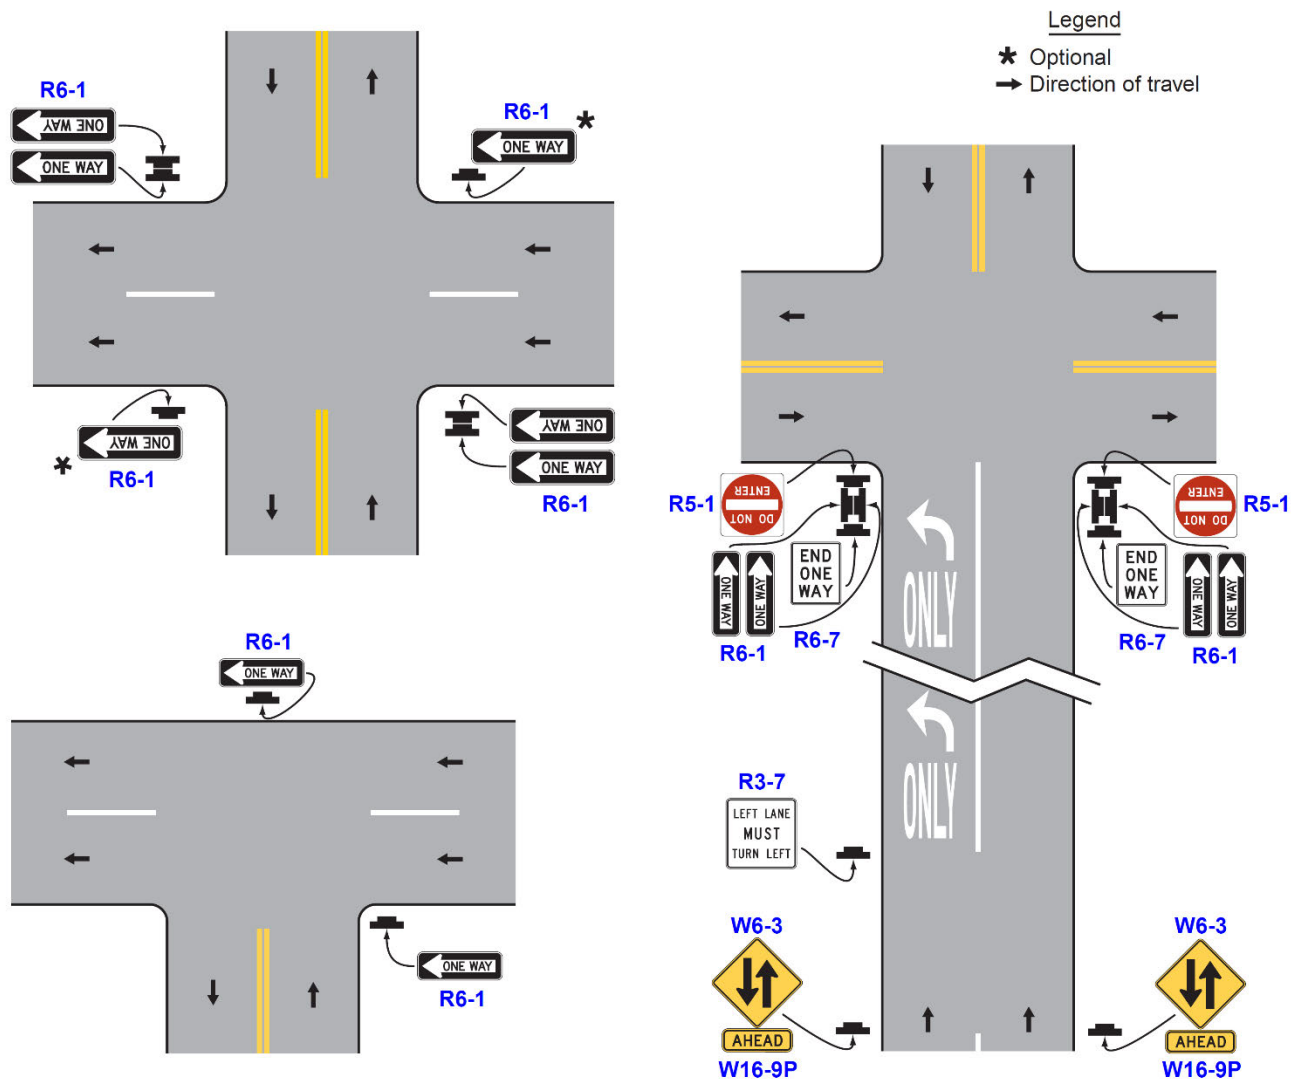 Legend
* Optional
Direction of travel
R6-1
ONE WAY
ONE WAY
R6-1
*
ONE WAY
ONE WAY
*
R6-1
ONE WAY
ONE WAY
R6-1
R6-1
ONE WAY
ONE WAY
R6-1
R5-1
DO NOT
ENTER
ONE WAY
ONE WAY
R6-1
END
ONE
WAY
R6-7
ONLY
DO NOT
ENTER
R5-1
END
ONE
WAY
R6-7
ONE WAY
ONE WAY
R6-1
ONLY
R3-7
LEFT LANE
MUST
TURN LEFT
W6-3
AHEAD
W16-9P
W6-3
AHEAD
W16-9P